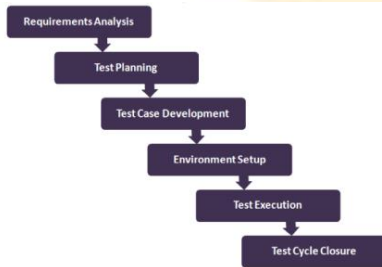 Requirements Analysis
Test Planning
Test Case Development
Environment Setup
Test Execution
Test Cycle Closure